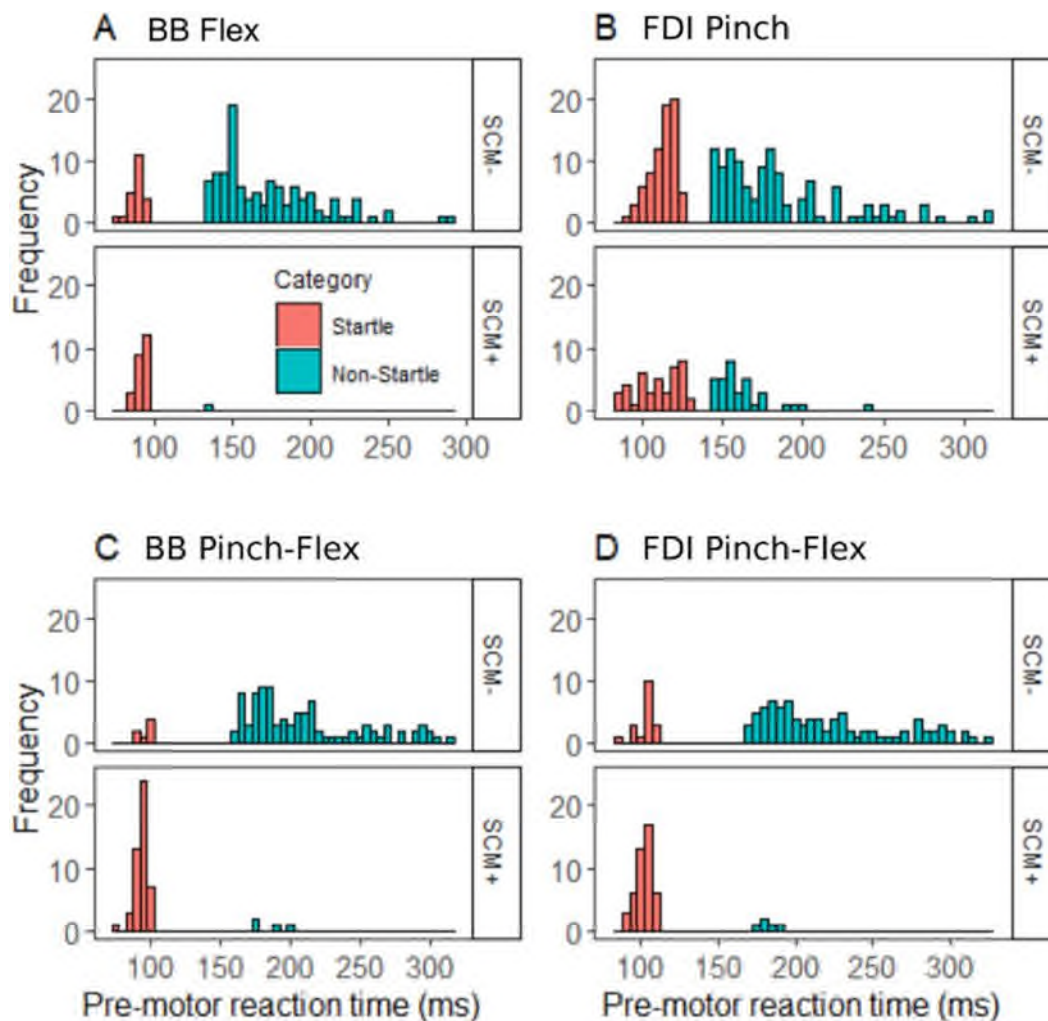 A BB Flex
B FDI Pinch
Frequency
20
10
0
SCM-
20
10
0
SCM-
20
10
0
Category
Startle
Non-Startle
SCM+
20
10
0
SCM+
100 150 200 250 300
100 150 200 250 300
C BB Pinch-Flex
D FDI Pinch-Flex
Frequency
20
10
0
SCM-
20
10
0
SCM-
20
10
0
SCM+
20
10
0
SCM+
100 150 200 250 300
100 150 200 250 300
Pre-motor reaction time (ms)
Pre-motor reaction time (ms)